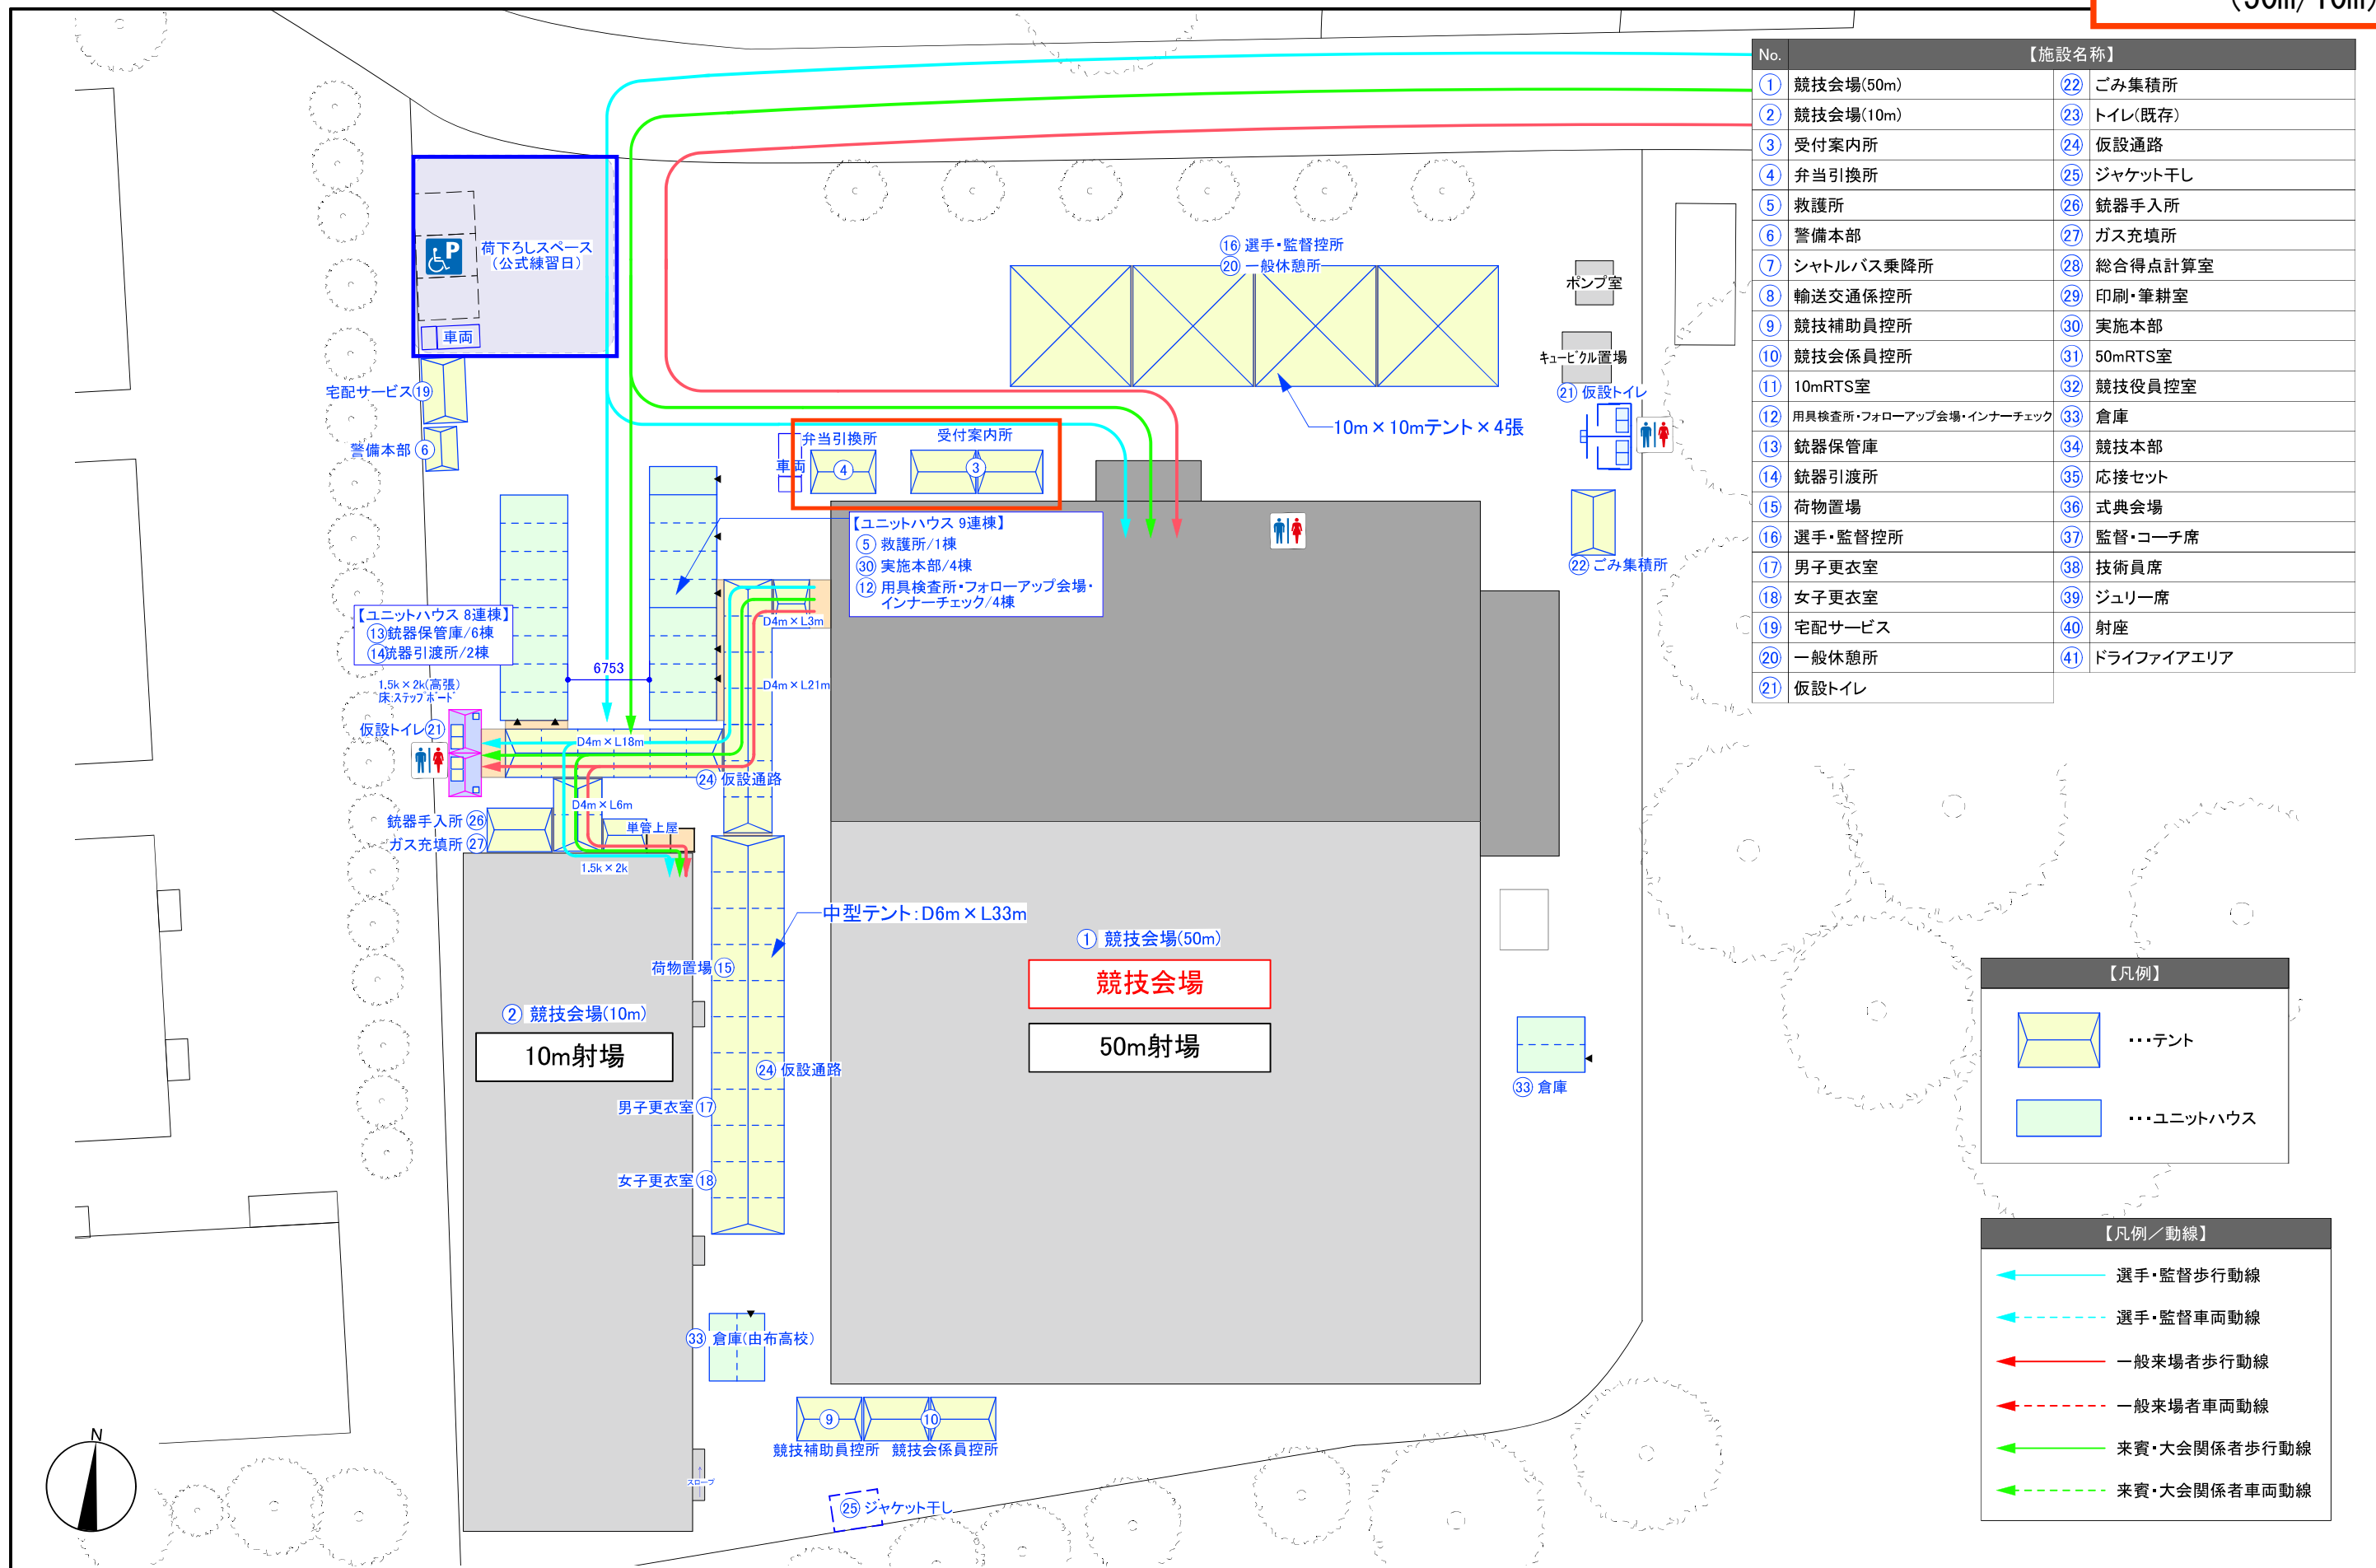 (50m/10m)
No. 【施設名称】
① 競技会場(50m) ㉒ ごみ集積所
② 競技会場(10m) ㉓ トイレ(既存)
③ 受付案内所 ㉔ 仮設通路
④ 弁当引換所 ㉕ ジャケット干し
⑤ 救護所 ㉖ 銃器手入所
⑥ 警備本部 ㉗ ガス充填所
⑦ シャトルバス乗降所 ㉘ 総合得点計算室
⑧ 輸送交通係控所 ㉙ 印刷・筆耕室
⑨ 競技補助員控所 ㉚ 実施本部
⑩ 競技会係員控所 ㉛ 50mRTS室
⑪ 10mRTS室 ㉜ 競技役員控室
⑫ 用具検査所・フォローアップ会場・インナーチェック ㉝ 倉庫
⑬ 銃器保管庫 ㉞ 競技本部
⑭ 銃器引渡所 ㉟ 応接セット
⑮ 荷物置場 ㊱ 式典会場
⑯ 選手・監督控所 ㊲ 監督・コーチ席
⑰ 男子更衣室 ㊳ 技術員席
⑱ 女子更衣室 ㊴ ジュリー席
⑲ 宅配サービス ㊵ 射座
⑳ 一般休憩所 ㊶ ドライファイアエリア
㉑ 仮設トイレ
P
荷下ろしスペース
(公式練習日)
車両
宅配サービス⑲
警備本部⑥
⑯ 選手・監督控所
⑳ 一般休憩所
10m×10mテント×4張
ポンプ室
キュービクル置場
㉑ 仮設トイレ
㉒ ごみ集積所
弁当引換所
受付案内所
車両
④
③
【ユニットハウス 9連棟】
⑤ 救護所/1棟
㉚ 実施本部/4棟
⑫ 用具検査所・フォローアップ会場・
インナーチェック/4棟
【ユニットハウス 8連棟】
⑬銃器保管庫/6棟
⑭銃器引渡所/2棟
6753
D4m×L3m
D4m×L21m
1.5k×2k(高張)
床:ステップボード
仮設トイレ㉑
D4m×L18m
㉔ 仮設通路
D4m×L6m
銃器手入所㉖
ガス充填所㉗
単管上屋
1.5k×2k
中型テント:D6m×L33m
荷物置場⑮
① 競技会場(50m)
競技会場
50m射場
② 競技会場(10m)
10m射場
㉔ 仮設通路
男子更衣室⑰
女子更衣室⑱
㉝ 倉庫
㉝ 倉庫(由布高校)
⑨
⑩
競技補助員控所
競技会係員控所
スロープ
㉕ ジャケット干し
N
【凡例】
・・・テント
・・・ユニットハウス
【凡例／動線】
選手・監督歩行動線
選手・監督車両動線
一般来場者歩行動線
一般来場者車両動線
来賓・大会関係者歩行動線
来賓・大会関係者車両動線